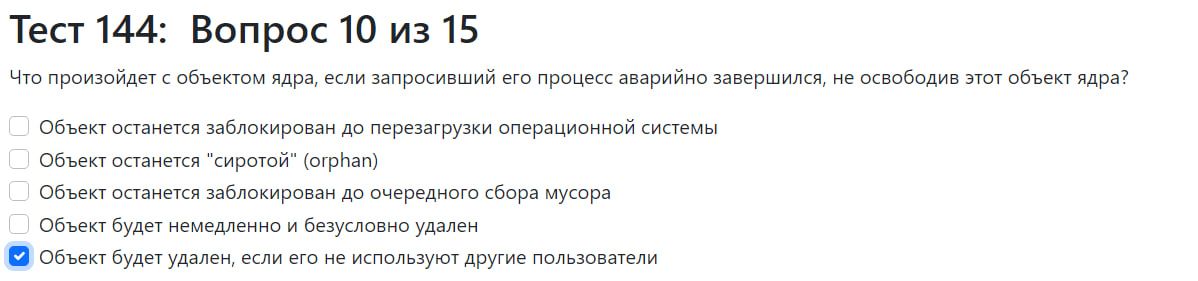 Тест 144: Вопрос 10 из 15
Что произойдет с объектом ядра, если запросивший его процесс аварийно завершился, не освободив этот объект ядра?
Объект останется заблокирован до перезагрузки операционной системы
Объект останется "сиротой" (orphan)
Объект останется заблокирован до очередного сбора мусора
Объект будет немедленно и безусловно удален
Объект будет удален, если его не используют другие пользователи